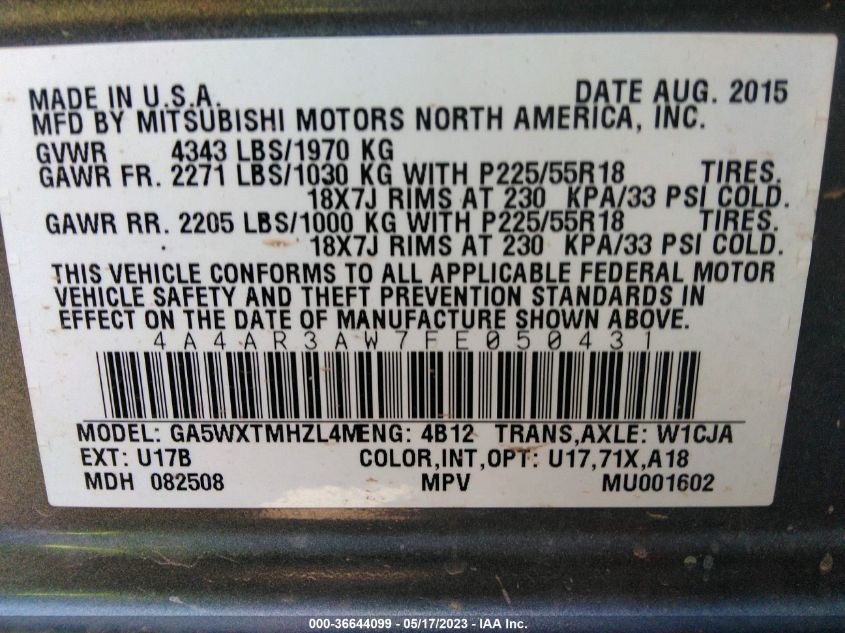 MADE IN U.S.A. DATE AUG. 2015
MFD BY MITSUBISHI MOTORS NORTH AMERICA, INC.
GVWR 4343 LBS/1970 KG
GAWR FR. 2271 LBS/1030 KG WITH P225/55R18 TIRES.
18X7J RIMS AT 230 KPA/33 PSI COLD.
GAWR RR. 2205 LBS/1000 KG WITH P225/55R18 TIRES.
18X7J RIMS AT 230 KPA/33 PSI COLD.
THIS VEHICLE CONFORMS TO ALL APPLICABLE FEDERAL MOTOR
VEHICLE SAFETY AND THEFT PREVENTION STANDARDS IN
EFFECT ON THE DATE OF MANUFACTURE SHOWN ABOVE.
4A4AR3AW7FE050431
MODEL: GA5WXTMHZL4M ENG: 4B12 TRANS,AXLE: W1CJA
EXT: U17B COLOR,INT,OPT: U17,71X,A18
MDH 082508 MPV MU001602
000-36644099 — 05/17/2023 — IAA Inc.